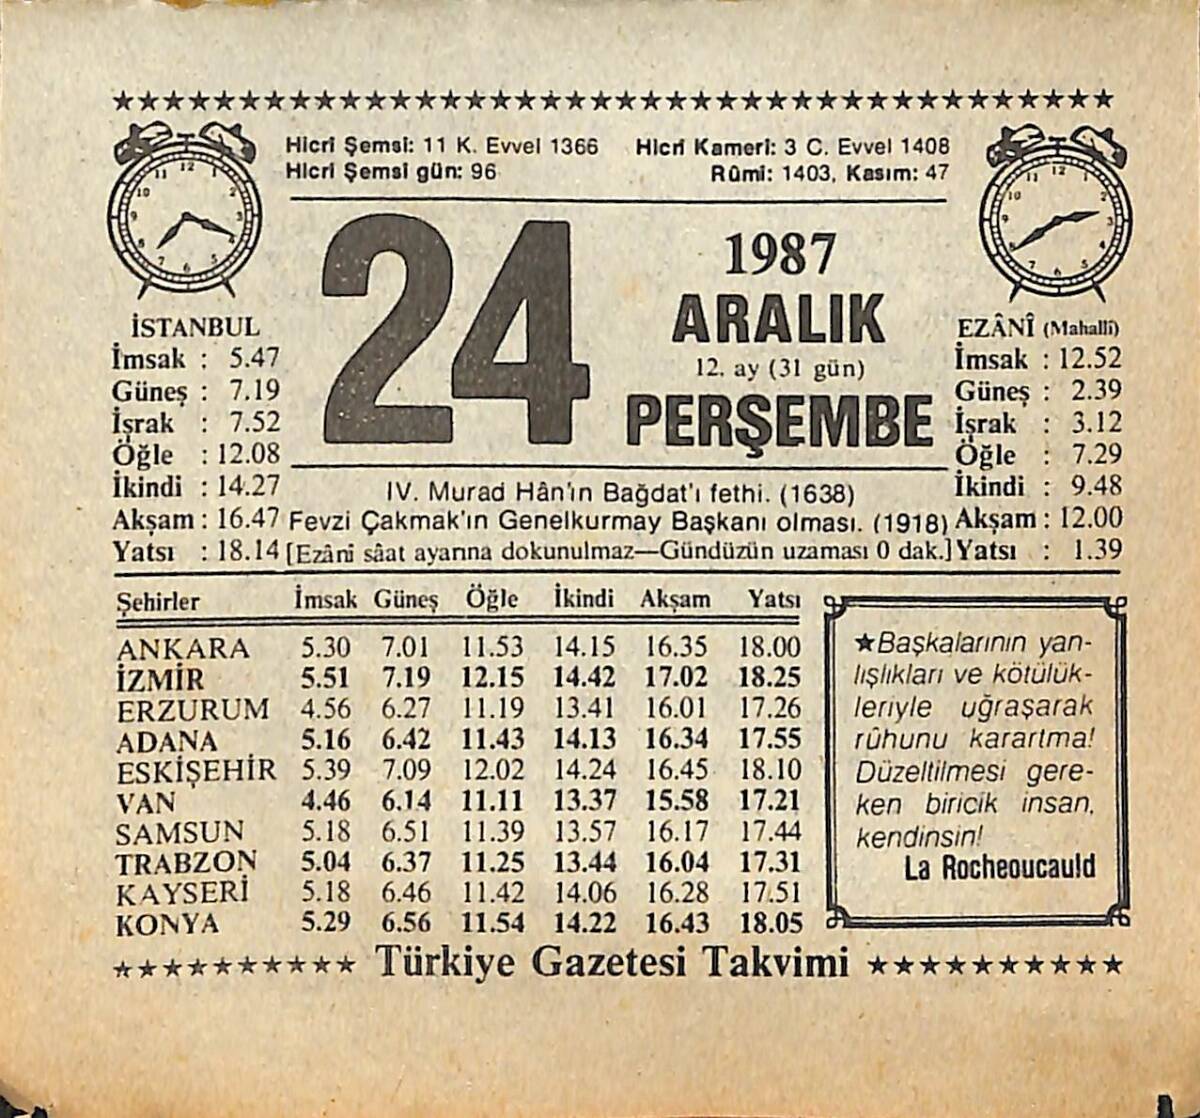 Hicri Şemsi: 11 K. Evvel 1366 Hicri Kameri: 3 C. Evvel 1408
Hicri Şemsi gün: 96 Rûmi: 1403, Kasım: 47
24
1987
ARALIK
12. ay (31 gün)
PERŞEMBE
İSTANBUL
İmsak : 5.47
Güneş : 7.19
İşrak : 7.52
Öğle : 12.08
İkindi : 14.27
Akşam : 16.47
Yatsı : 18.14
EZÂNÎ (Mahallî)
İmsak : 12.52
Güneş : 2.39
İşrak : 3.12
Öğle : 7.29
İkindi : 9.48
Akşam : 12.00
Yatsı : 1.39
IV. Murad Hân'ın Bağdat'ı fethi. (1638)
Fevzi Çakmak'ın Genelkurmay Başkanı olması. (1918)
[Ezânî sâat ayarına dokunulmaz—Gündüzün uzaması 0 dak.]
Şehirler İmsak Güneş Öğle İkindi Akşam Yatsı
ANKARA 5.30 7.01 11.53 14.15 16.35 18.00
İZMİR 5.51 7.19 12.15 14.42 17.02 18.25
ERZURUM 4.56 6.27 11.19 13.41 16.01 17.26
ADANA 5.16 6.42 11.43 14.13 16.34 17.55
ESKİŞEHİR 5.39 7.09 12.02 14.24 16.45 18.10
VAN 4.46 6.14 11.11 13.37 15.58 17.21
SAMSUN 5.18 6.51 11.39 13.57 16.17 17.44
TRABZON 5.04 6.37 11.25 13.44 16.04 17.31
KAYSERİ 5.18 6.46 11.42 14.06 16.28 17.51
KONYA 5.29 6.56 11.54 14.22 16.43 18.05
★Başkalarının yan-
lışlıkları ve kötülük-
leriyle uğraşarak
rûhunu karartma!
Düzeltilmesi gere-
ken biricik insan,
kendinsin!
La Rocheoucauld
Türkiye Gazetesi Takvimi